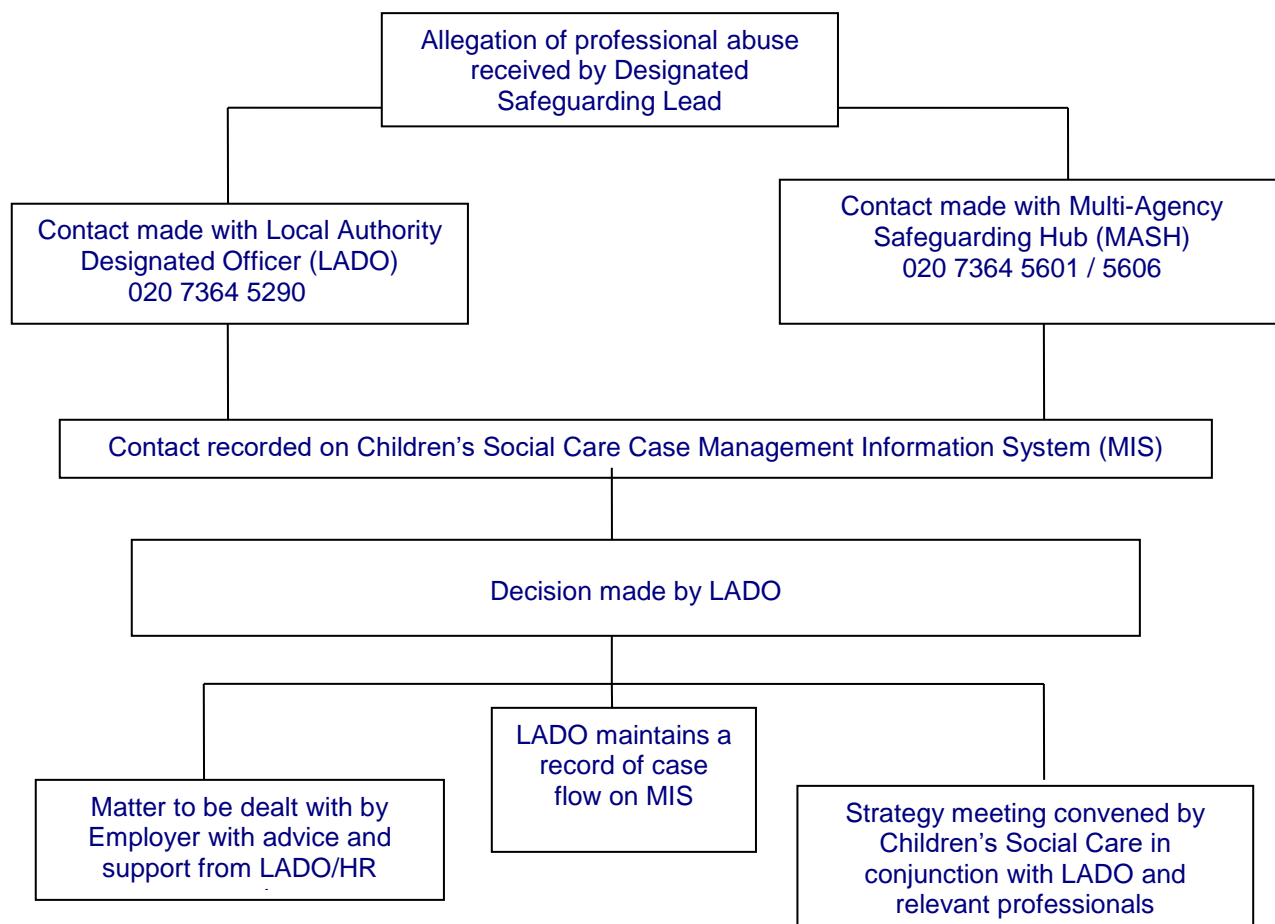 Allegation of professional abuse
received by Designated
Safeguarding Lead
Contact made with Local Authority
Designated Officer (LADO)
020 7364 5290
Contact made with Multi-Agency
Safeguarding Hub (MASH)
020 7364 5601 / 5606
Contact recorded on Children’s Social Care Case Management Information System (MIS)
Decision made by LADO
LADO maintains a
record of case
flow on MIS
Matter to be dealt with by
Employer with advice and
support from LADO/HR
Strategy meeting convened by
Children’s Social Care in
conjunction with LADO and
relevant professionals